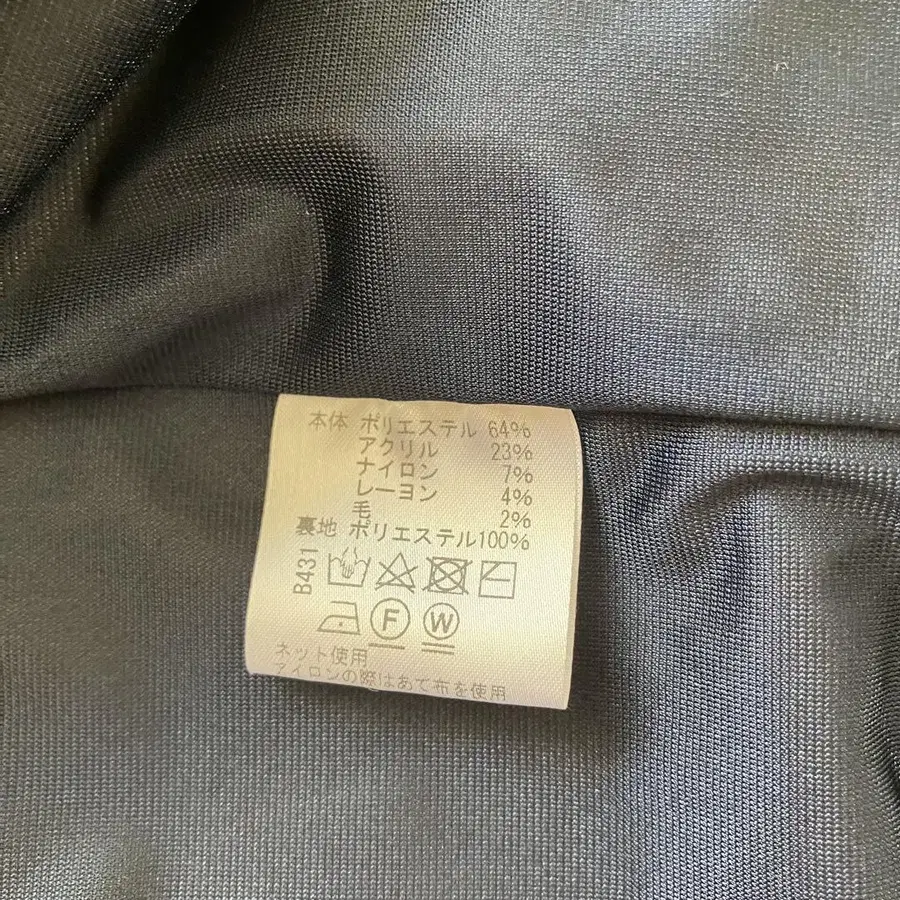 本体 ポリエステル 64%
アクリル 23%
ナイロン 7%
レーヨン 4%
毛 2%
裏地 ポリエステル100%
B431
F W
ネット使用
アイロンの際はあて布を使用